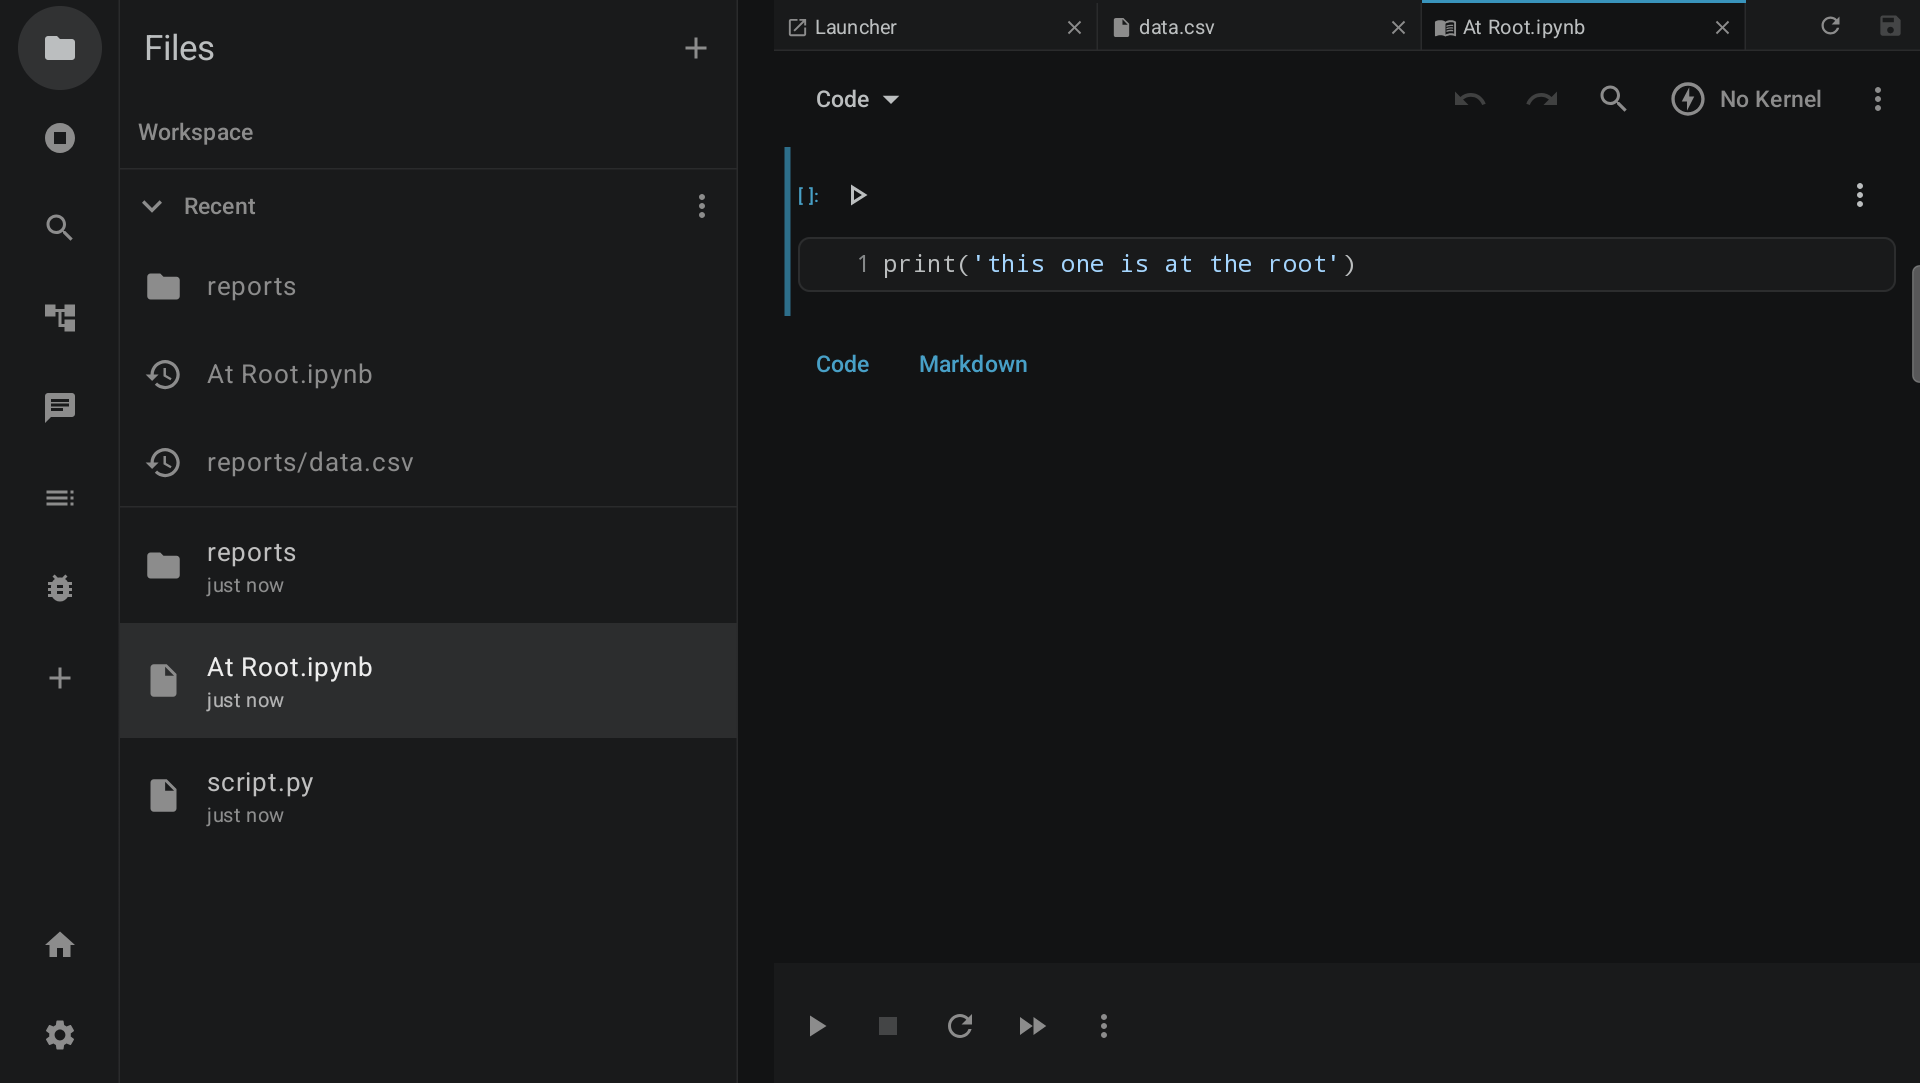 Files
Workspace
Recent
reports
At Root.ipynb
reports/data.csv
reports
just now
At Root.ipynb
just now
script.py
just now
Launcher
data.csv
At Root.ipynb
Code
No Kernel
[ ]:
1 print('this one is at the root')
Code Markdown